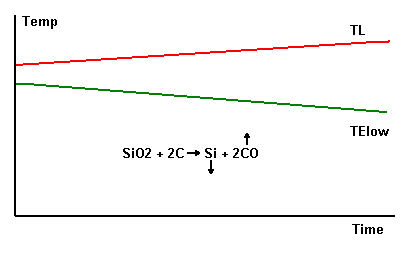 Temp
TL
TElow
SiO2 + 2C → Si + 2CO
Time